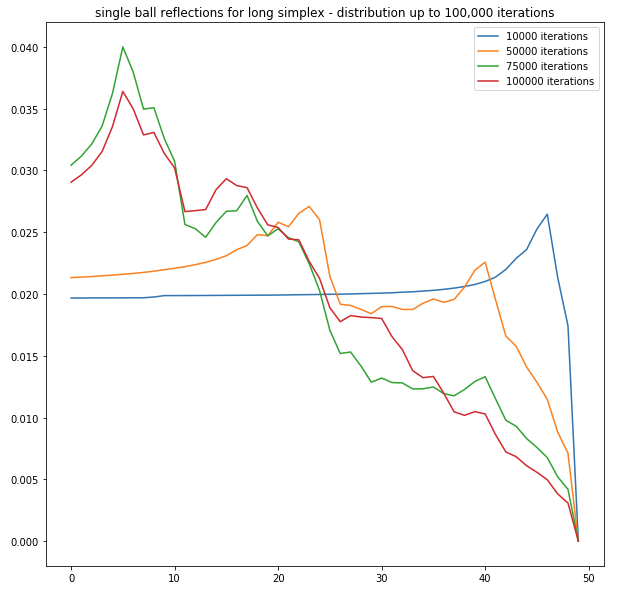 single ball reflections for long simplex - distribution up to 100,000 iterations
10000 iterations
50000 iterations
75000 iterations
100000 iterations
0.040
0.035
0.030
0.025
0.020
0.015
0.010
0.005
0.000
0 10 20 30 40 50